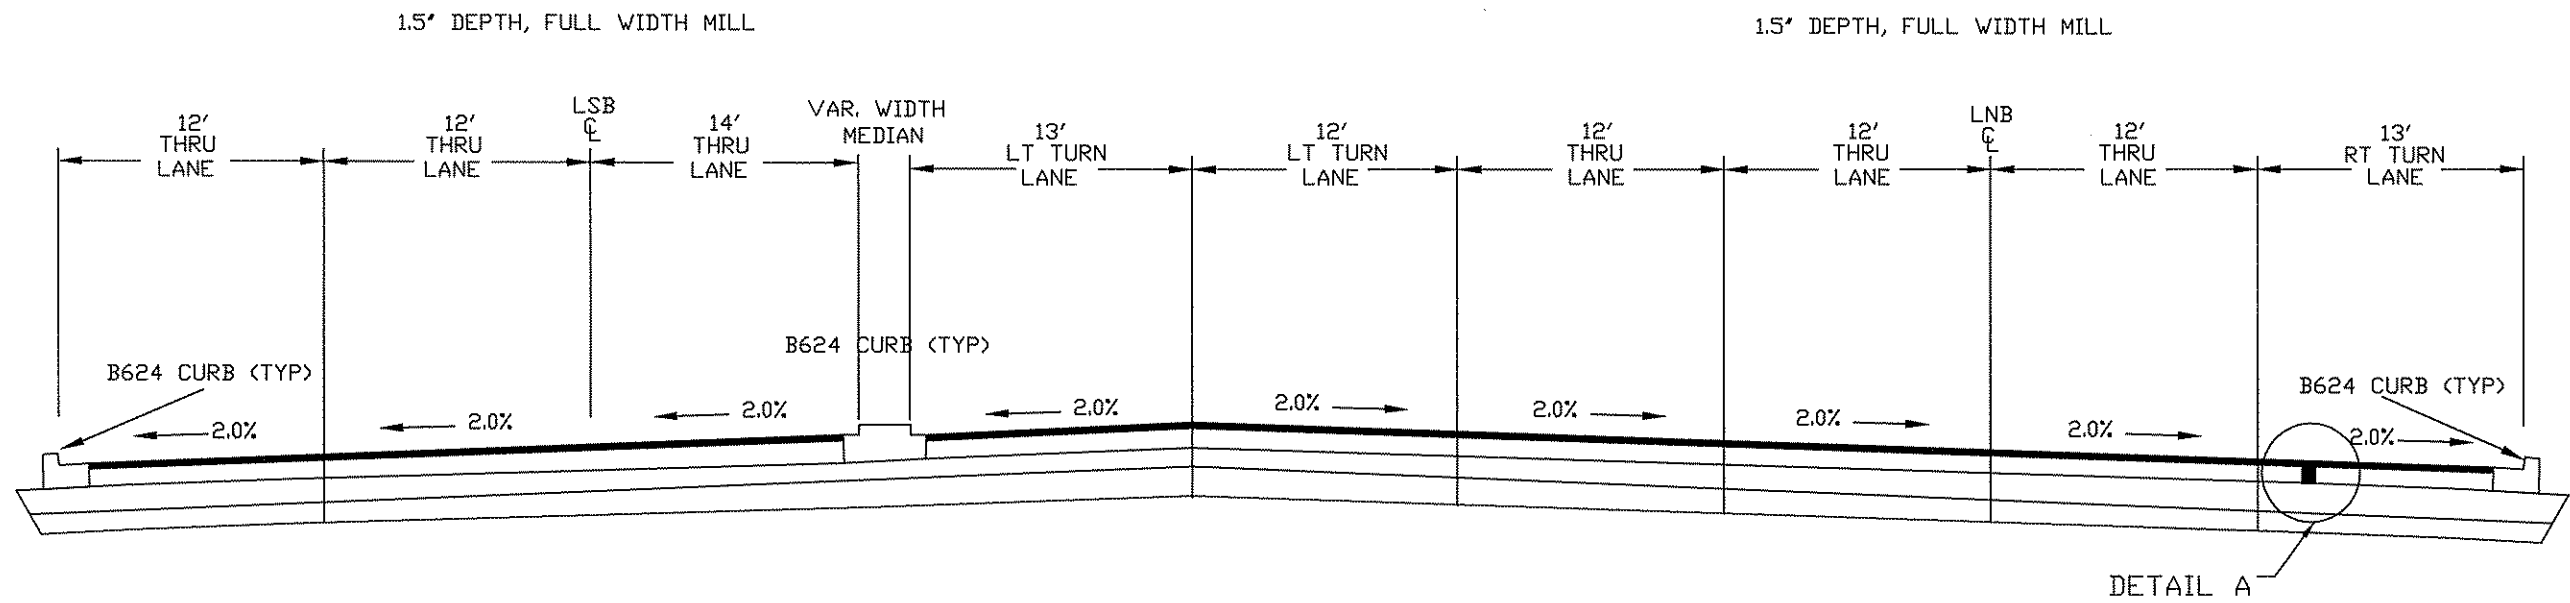 1.5" DEPTH, FULL WIDTH MILL
1.5" DEPTH, FULL WIDTH MILL
12'
THRU
LANE
12'
THRU
LANE
LSB
℄
14'
THRU
LANE
VAR. WIDTH
MEDIAN
13'
LT TURN
LANE
12'
LT TURN
LANE
12'
THRU
LANE
12'
THRU
LANE
LNB
℄
12'
THRU
LANE
13'
RT TURN
LANE
B624 CURB (TYP)
B624 CURB (TYP)
B624 CURB (TYP)
2.0%
2.0%
2.0%
2.0%
2.0%
2.0%
2.0%
2.0%
2.0%
DETAIL A